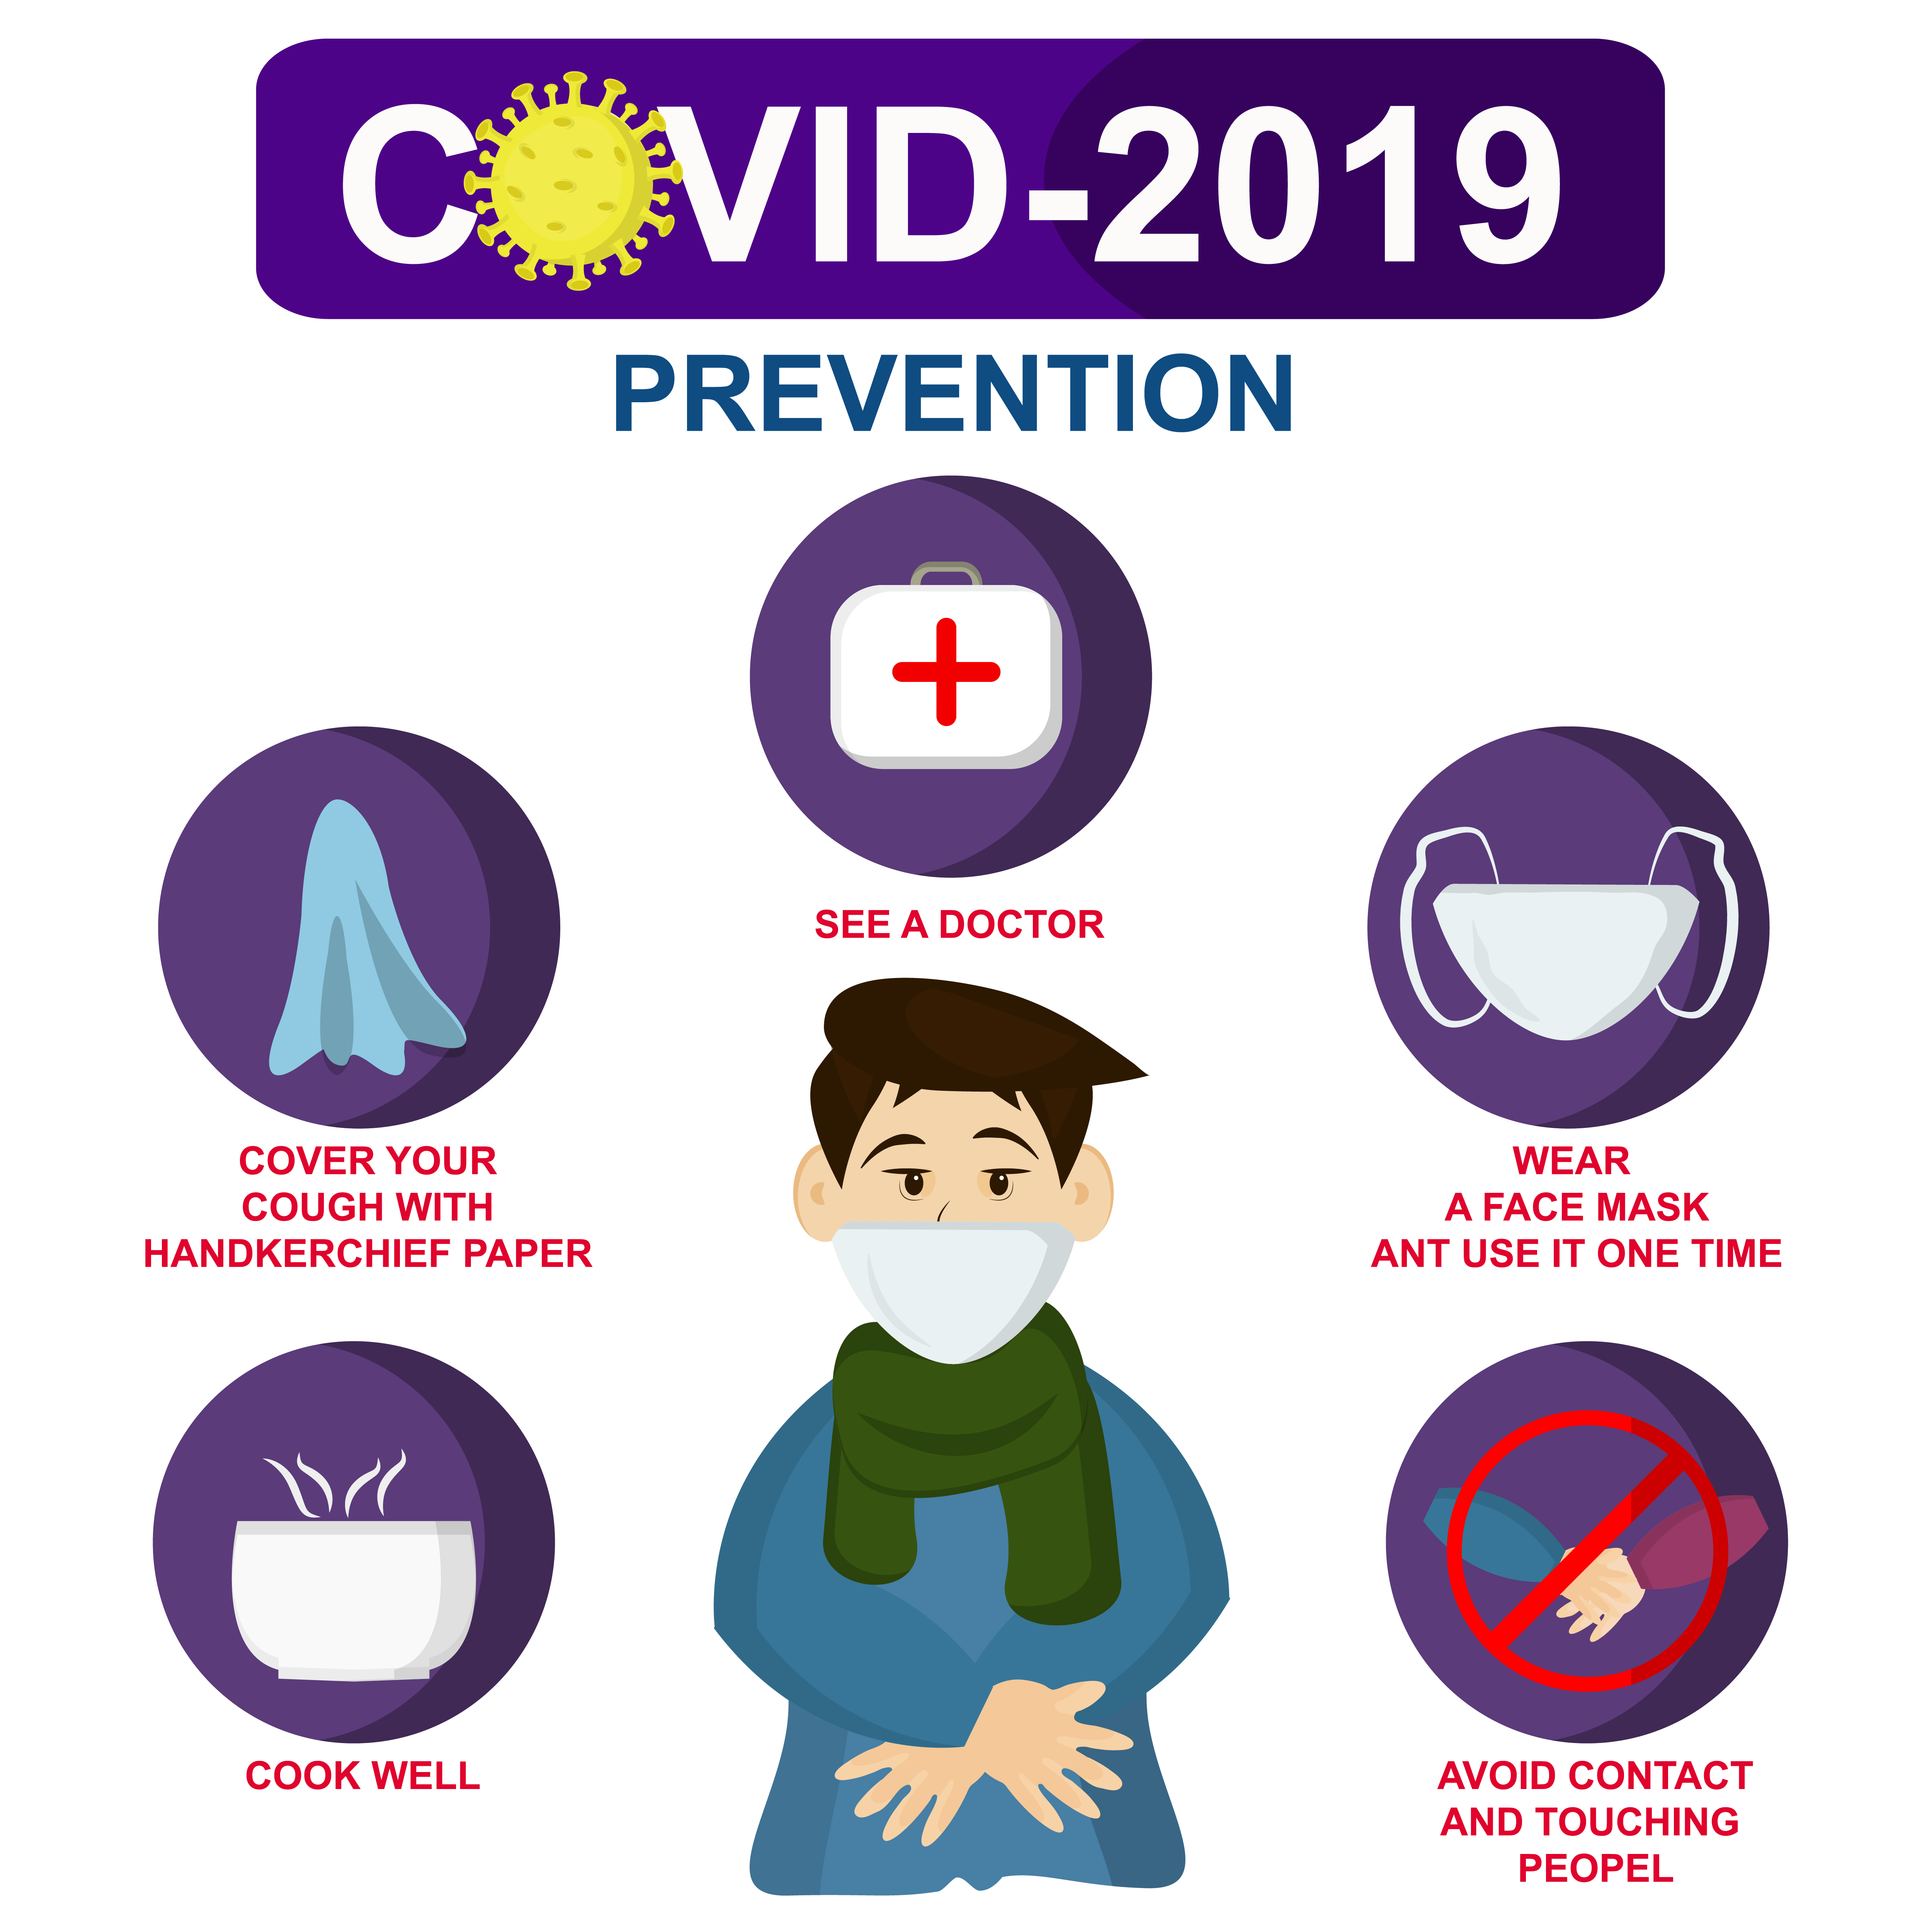 COVID-2019
PREVENTION
SEE A DOCTOR
COVER YOUR
COUGH WITH
HANDKERCHIEF PAPER
WEAR
A FACE MASK
ANT USE IT ONE TIME
COOK WELL
AVOID CONTACT
AND TOUCHING
PEOPEL